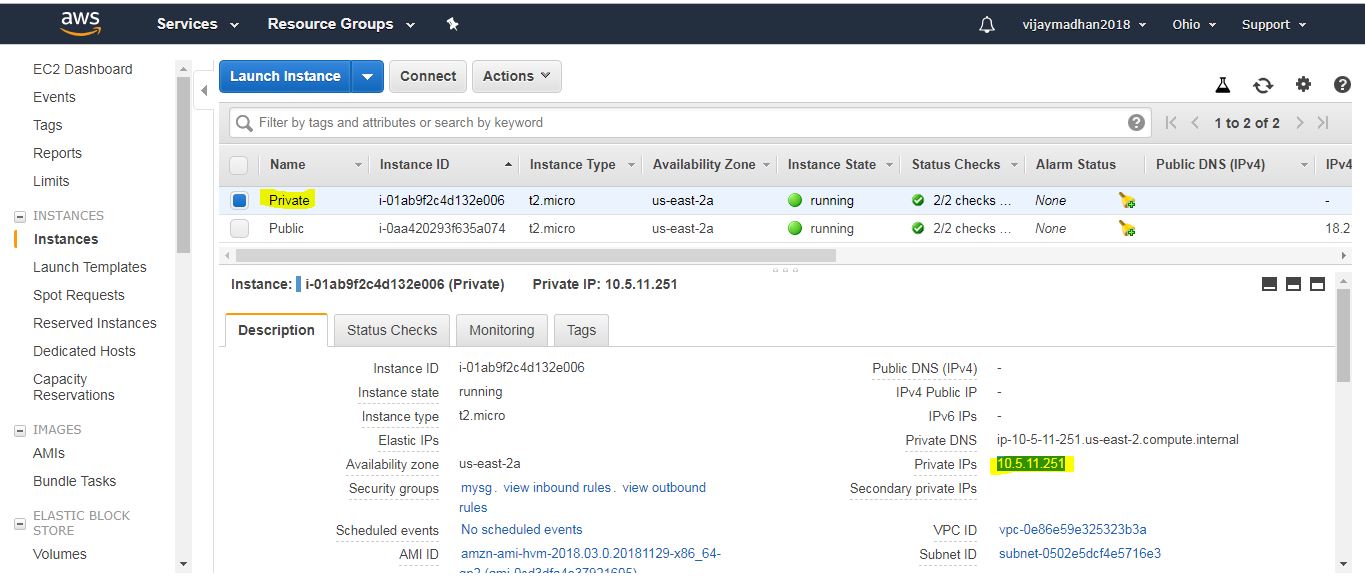 aws Services Resource Groups vijaymadhan2018 Ohio Support
EC2 Dashboard
Events
Tags
Reports
Limits
INSTANCES
Instances
Launch Templates
Spot Requests
Reserved Instances
Dedicated Hosts
Capacity
Reservations
IMAGES
AMIs
Bundle Tasks
ELASTIC BLOCK
STORE
Volumes
Launch Instance Connect Actions
Filter by tags and attributes or search by keyword 1 to 2 of 2
Name Instance ID Instance Type Availability Zone Instance State Status Checks Alarm Status Public DNS (IPv4) IPv4
Private i-01ab9f2c4d132e006 t2.micro us-east-2a running 2/2 checks ... None -
Public i-0aa420293f635a074 t2.micro us-east-2a running 2/2 checks ... None 18.2
Instance: i-01ab9f2c4d132e006 (Private) Private IP: 10.5.11.251
Description Status Checks Monitoring Tags
Instance ID i-01ab9f2c4d132e006
Instance state running
Instance type t2.micro
Elastic IPs
Availability zone us-east-2a
Security groups mysg . view inbound rules . view outbound
rules
Scheduled events No scheduled events
AMI ID amzn-ami-hvm-2018.03.0.20181129-x86_64-
Public DNS (IPv4) -
IPv4 Public IP -
IPv6 IPs -
Private DNS ip-10-5-11-251.us-east-2.compute.internal
Private IPs 10.5.11.251
Secondary private IPs
VPC ID vpc-0e86e59e325323b3a
Subnet ID subnet-0502e5dcf4e5716e3